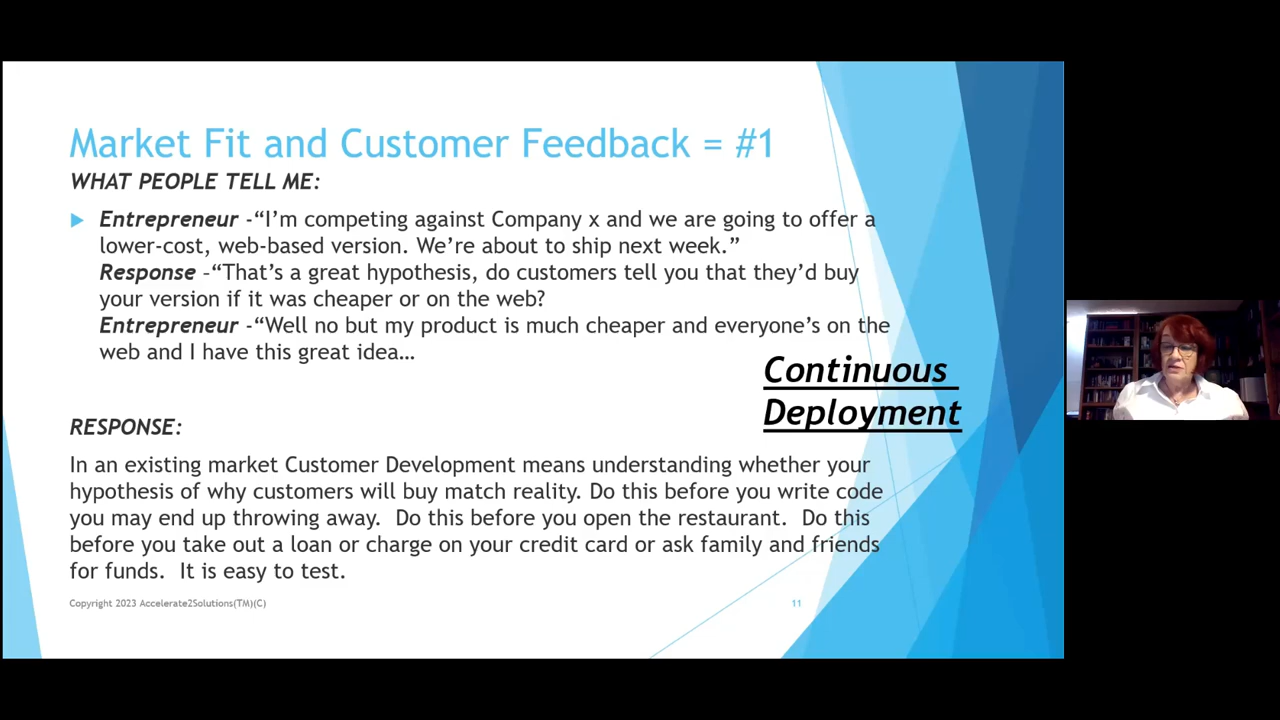 Market Fit and Customer Feedback = #1
WHAT PEOPLE TELL ME:
Entrepreneur -“I’m competing against Company x and we are going to offer a
lower-cost, web-based version. We’re about to ship next week.”
Response –“That’s a great hypothesis, do customers tell you that they’d buy
your version if it was cheaper or on the web?
Entrepreneur -“Well no but my product is much cheaper and everyone’s on the
web and I have this great idea…
Continuous
Deployment
RESPONSE:
In an existing market Customer Development means understanding whether your
hypothesis of why customers will buy match reality. Do this before you write code
you may end up throwing away.  Do this before you open the restaurant.  Do this
before you take out a loan or charge on your credit card or ask family and friends
for funds.  It is easy to test.
Copyright 2023 Accelerate2Solutions(TM)(C)
11